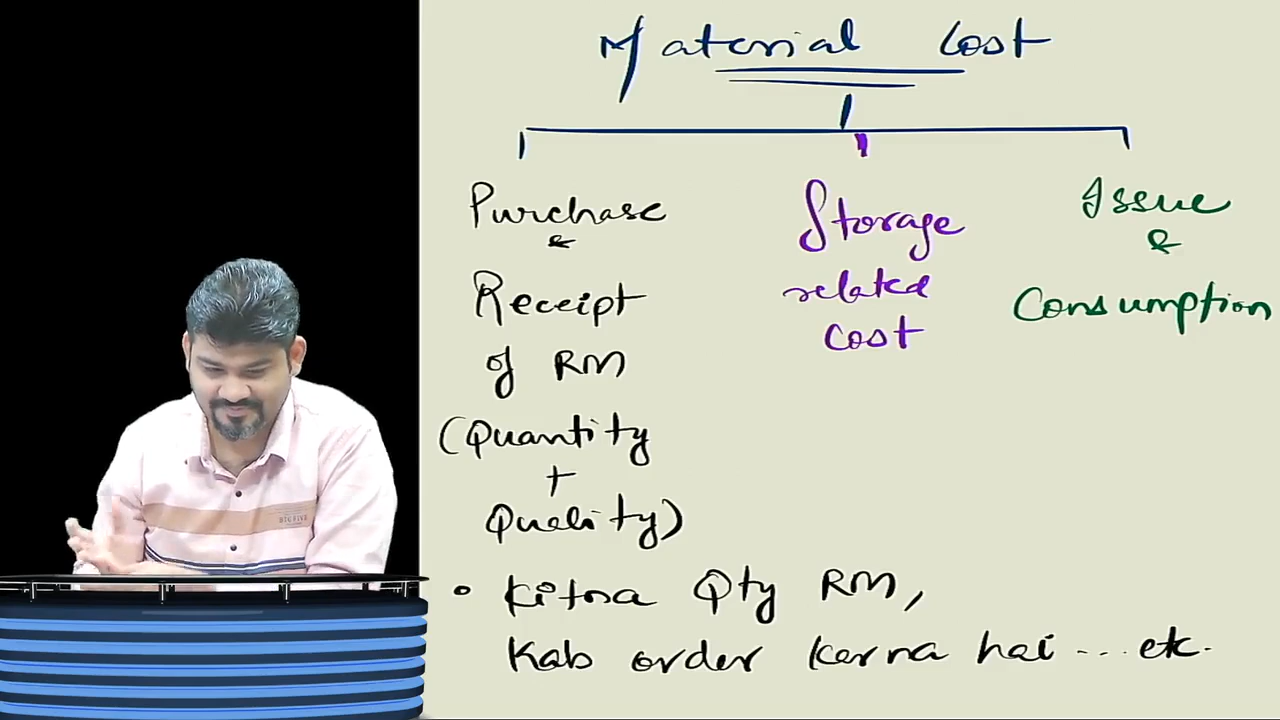 Material Cost
Purchase
&
Receipt
of RM
(Quantity
+
Quality)
Storage
related
cost
Issue
&
Consumption
• Kitna Qty RM,
Kab order karna hai ... etc.